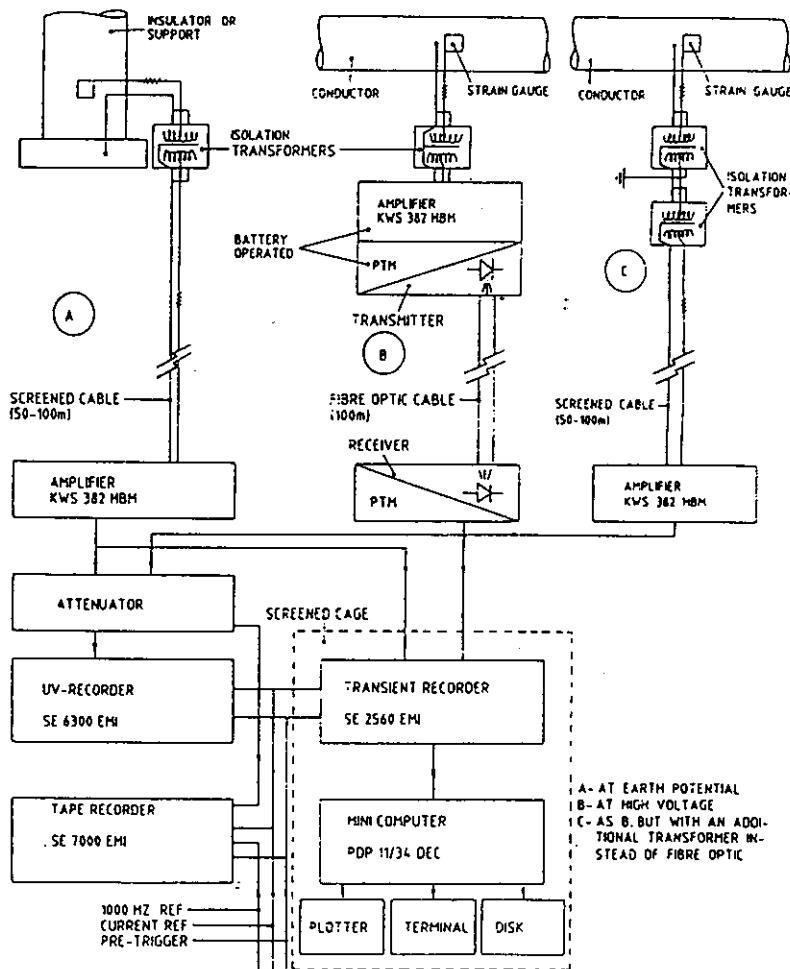 INSULATOR OR
SUPPORT
ISOLATION
TRANSFORMERS
CONDUCTOR
STRAIN GAUGE
CONDUCTOR
STRAIN GAUGE
ISOLATION
TRANSFOR-
MERS
AMPLIFIER
KWS 382 HBM
BATTERY
OPERATED
PTM
TRANSMITTER
A
B
C
SCREENED CABLE
(50-100m)
FIBRE OPTIC CABLE
(100m)
SCREENED CABLE
(50-100m)
RECEIVER
AMPLIFIER
KWS 382 HBM
PTM
AMPLIFIER
KWS 382 HBM
ATTENUATOR
SCREENED CAGE
UV-RECORDER
SE 6300 EMI
TRANSIENT RECORDER
SE 2560 EMI
TAPE RECORDER
SE 7000 EMI
MINI COMPUTER
PDP 11/34 DEC
A- AT EARTH POTENTIAL
B- AT HIGH VOLTAGE
C- AS B, BUT WITH AN ADDI-
TIONAL TRANSFORMER IN-
STEAD OF FIBRE OPTIC
1000 HZ REF
CURRENT REF
PRE-TRIGGER
PLOTTER
TERMINAL
DISK